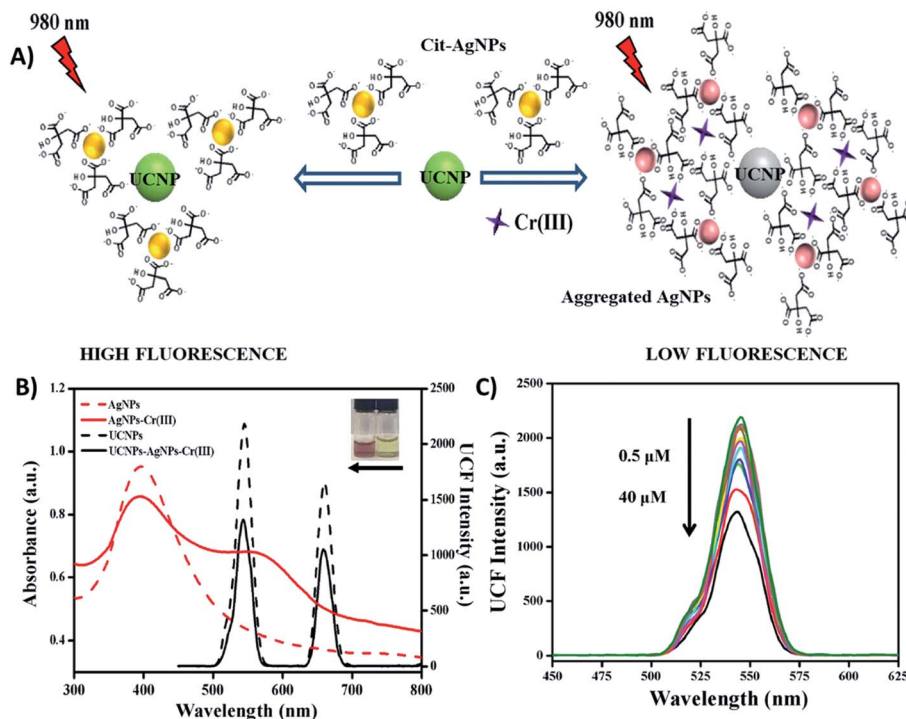 980 nm
A)
Cit-AgNPs
980 nm
UCNP
UCNP
UCNP
Cr(III)
Aggregated AgNPs
HIGH FLUORESCENCE
LOW FLUORESCENCE
B)
AgNPs
AgNPs-Cr(III)
UCNPs
UCNPs-AgNPs-Cr(III)
Absorbance (a.u.)
1.2
1.0
0.8
0.6
0.4
300 400 500 600 700 800
Wavelength (nm)
2500
2000
1500
1000
500
0
UCF Intensity (a.u.)
C)
0.5 µM
40 µM
UCF Intensity (a.u.)
2500
2000
1500
1000
500
0
450 475 500 525 550 575 600 625
Wavelength (nm)